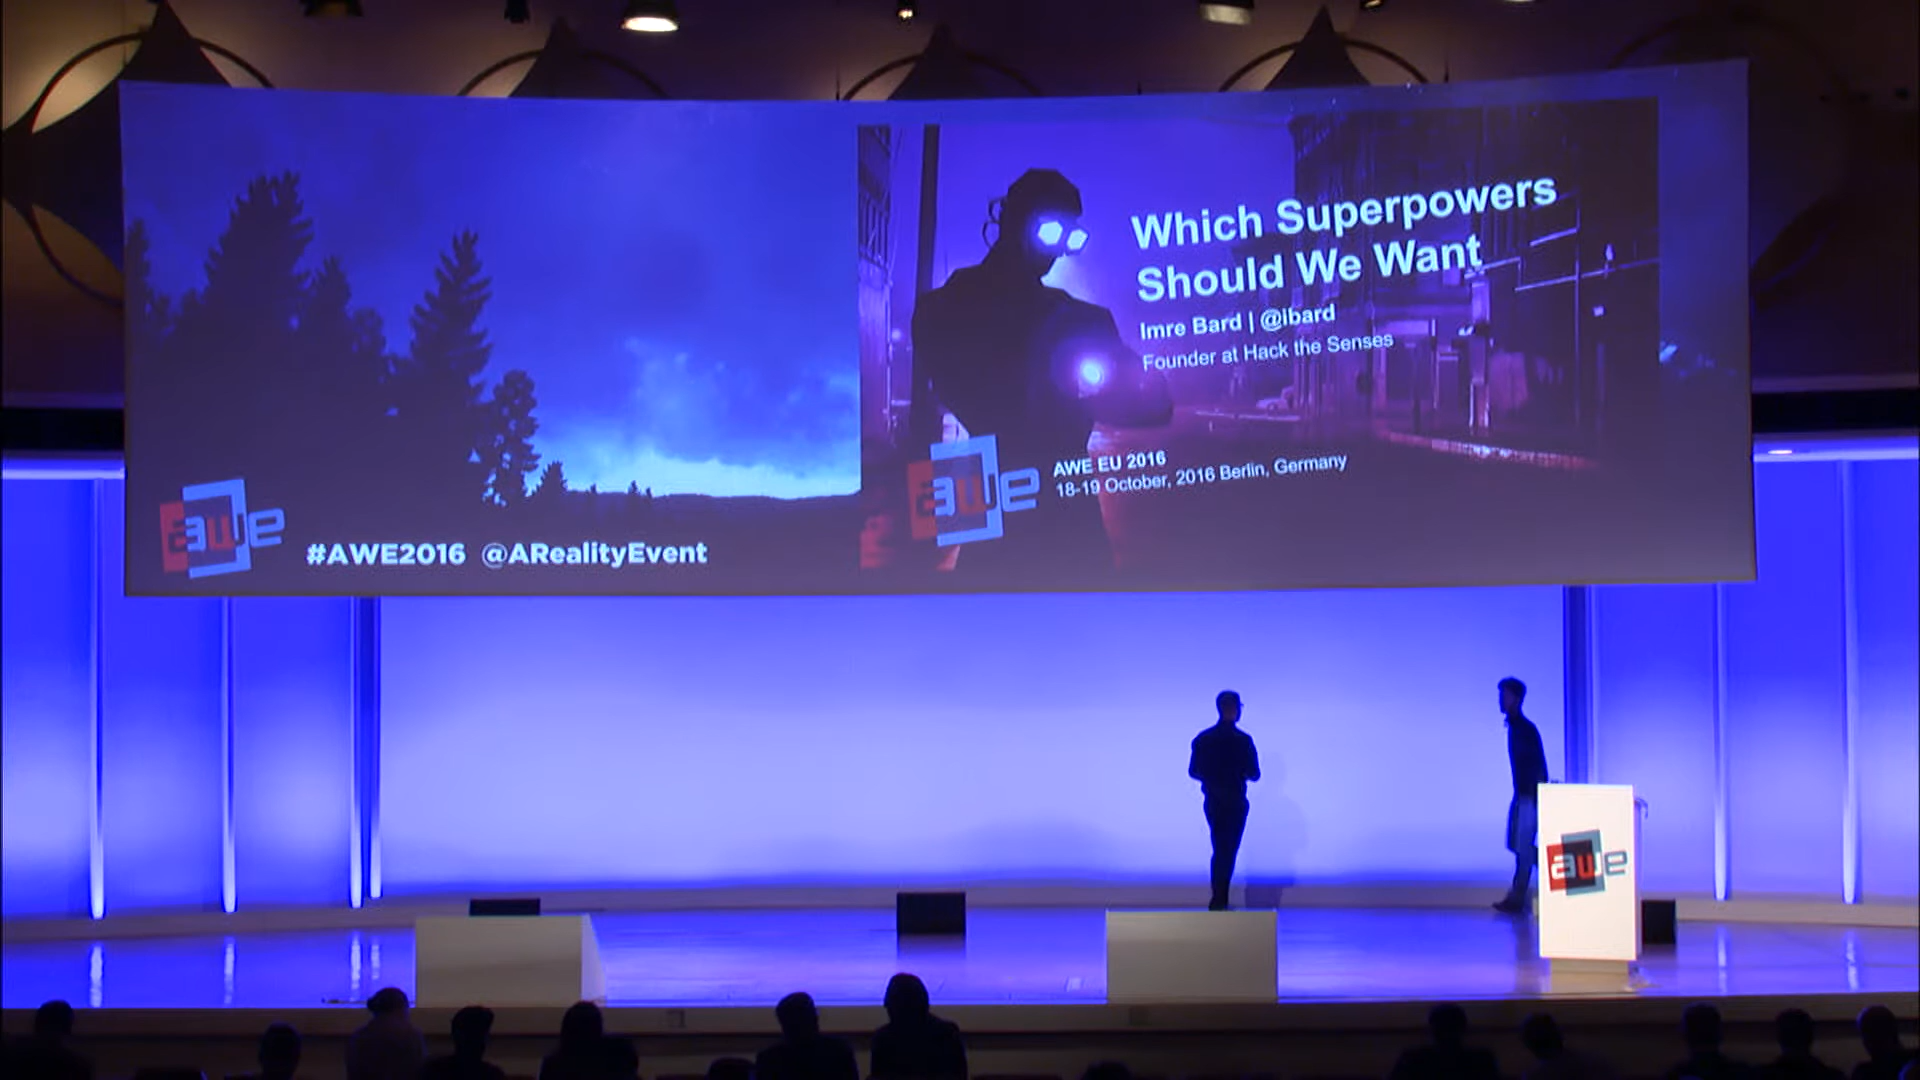 Which Superpowers
Should We Want
Imre Bard | @ibard
Founder at Hack the Senses
awe
AWE EU 2016
18-19 October, 2016 Berlin, Germany
awe
#AWE2016 @ARealityEvent
awe